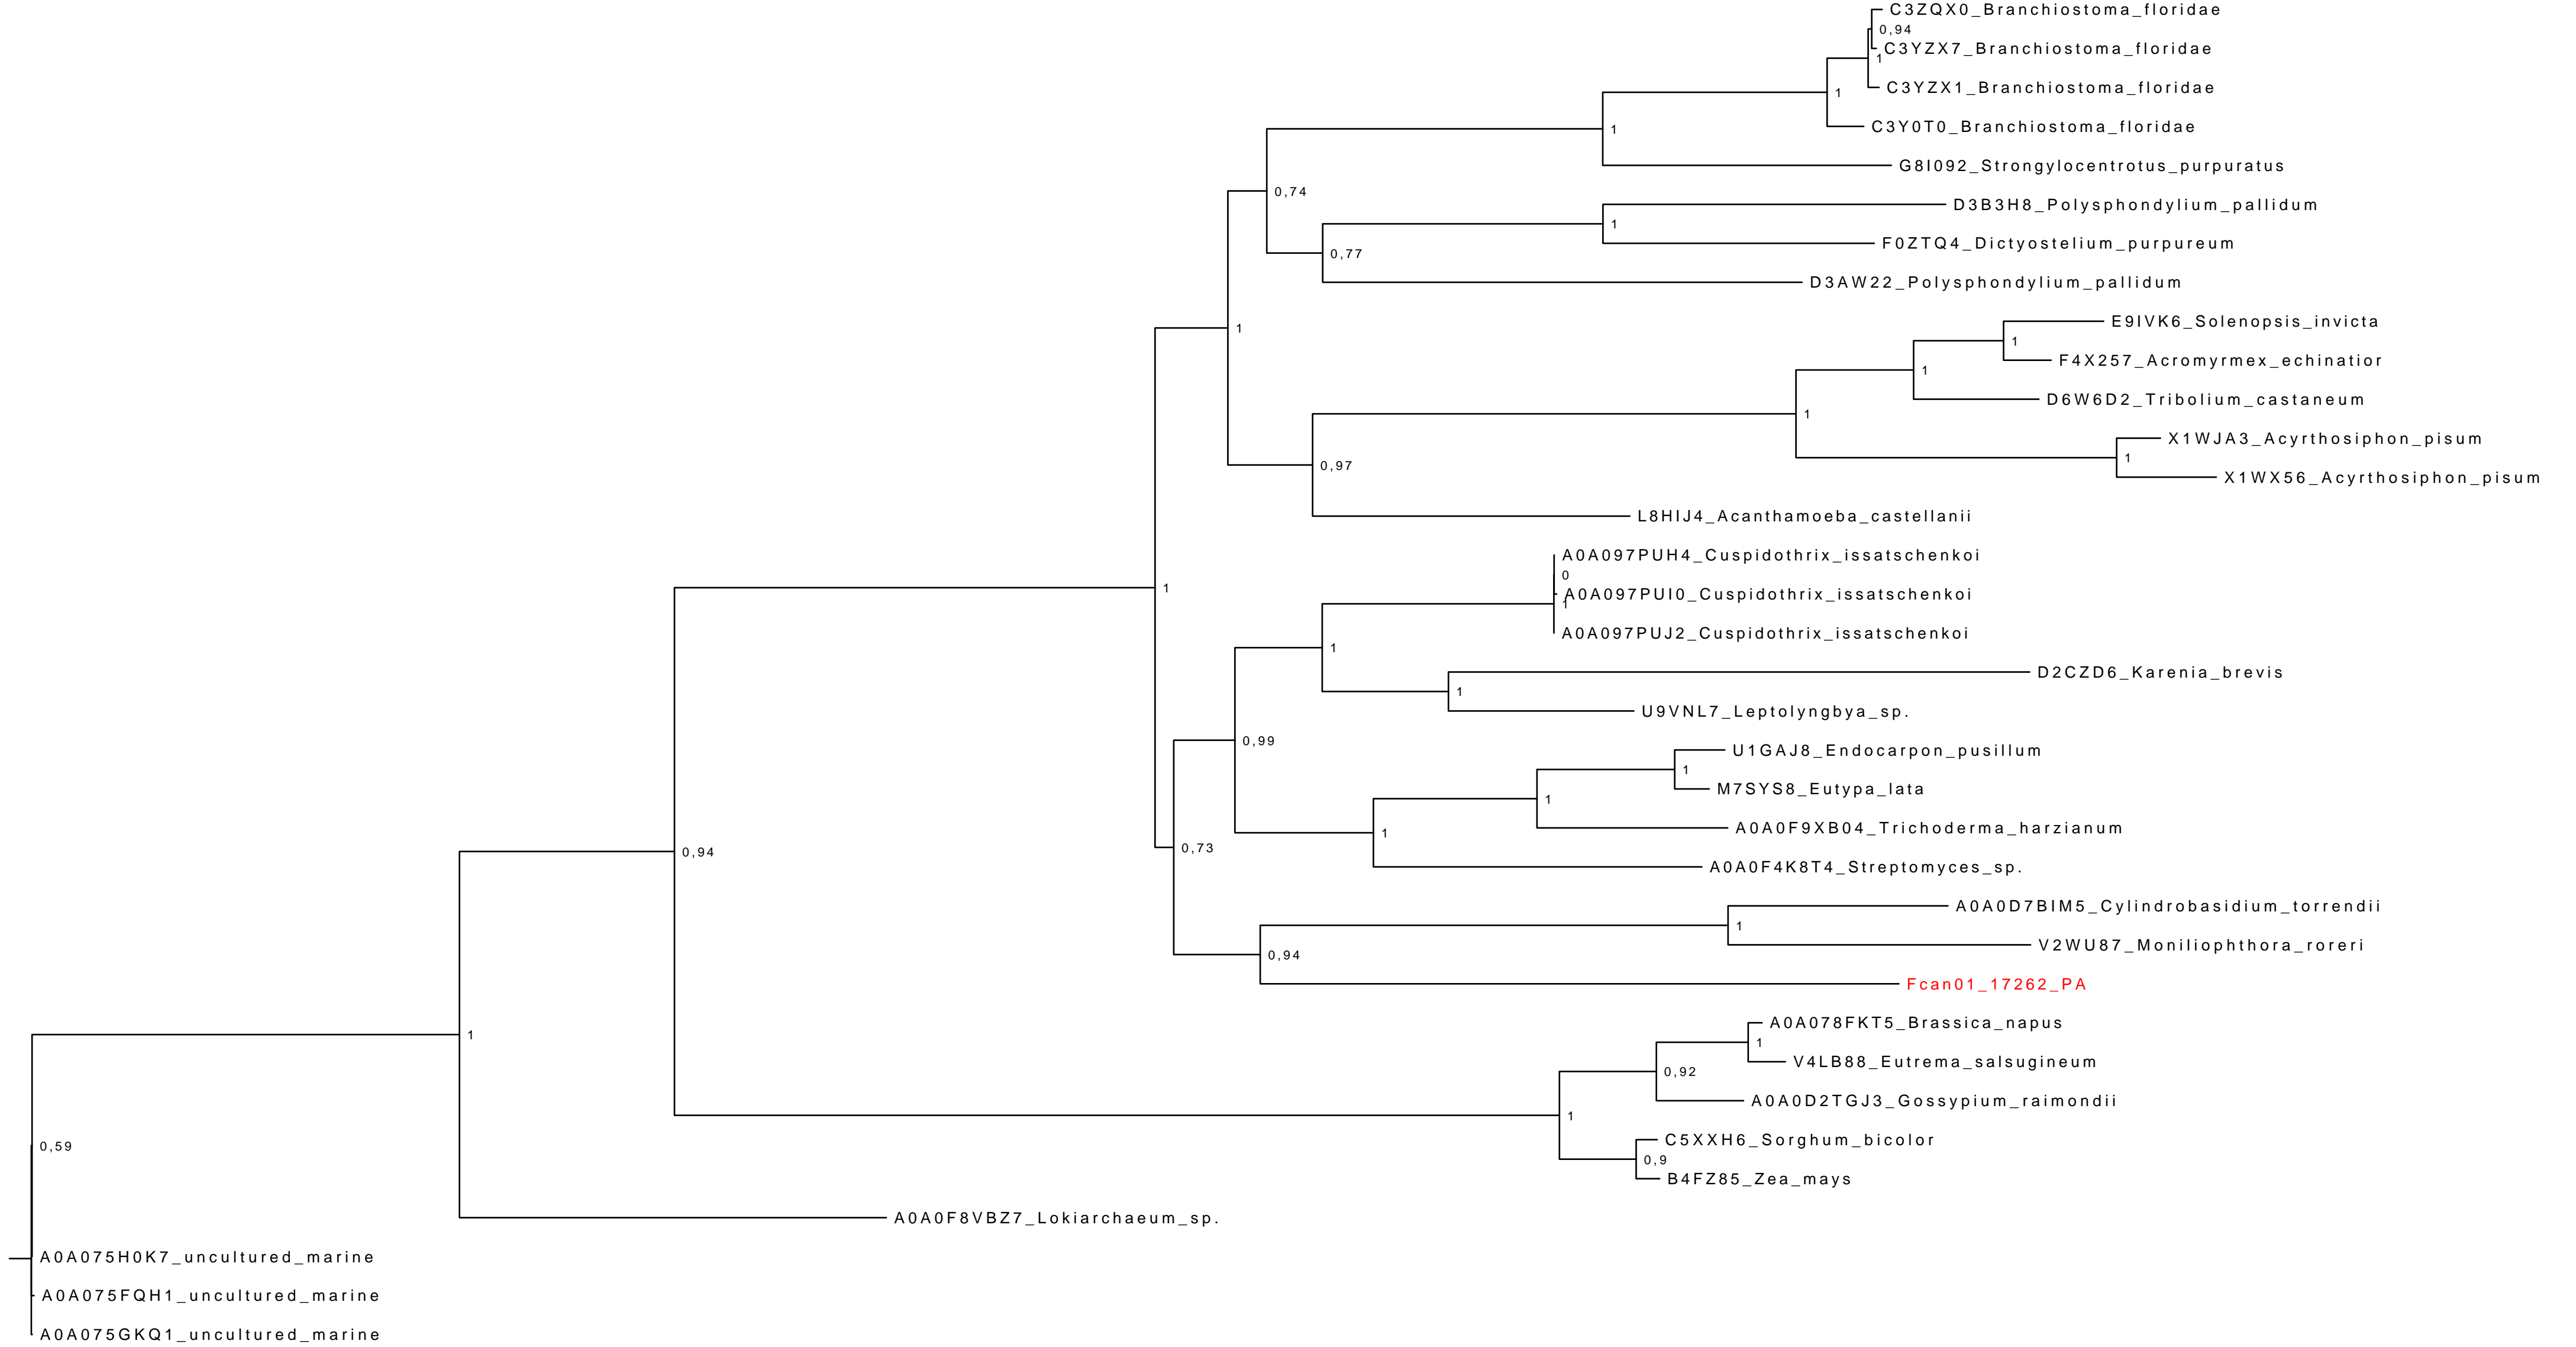 C3ZQX0_Branchiostoma_floridae
0,94
C3YZX7_Branchiostoma_floridae
1
C3YZX1_Branchiostoma_floridae
1
C3Y0T0_Branchiostoma_floridae
1
G8I092_Strongylocentrotus_purpuratus
0,74
D3B3H8_Polysphondylium_pallidum
1
F0ZTQ4_Dictyostelium_purpureum
0,77
D3AW22_Polysphondylium_pallidum
1
E9IVK6_Solenopsis_invicta
1
F4X257_Acromyrmex_echinatior
1
D6W6D2_Tribolium_castaneum
1
X1WJA3_Acyrthosiphon_pisum
1
X1WX56_Acyrthosiphon_pisum
0,97
L8HIJ4_Acanthamoeba_castellanii
1
A0A097PUH4_Cuspidothrix_issatschenkoi
0
A0A097PUI0_Cuspidothrix_issatschenkoi
1
A0A097PUJ2_Cuspidothrix_issatschenkoi
1
D2CZD6_Karenia_brevis
1
U9VNL7_Leptolyngbya_sp.
0,99
U1GAJ8_Endocarpon_pusillum
1
M7SYS8_Eutypa_lata
1
A0A0F9XB04_Trichoderma_harzianum
1
0,73
A0A0F4K8T4_Streptomyces_sp.
0,94
A0A0D7BIM5_Cylindrobasidium_torrendii
1
V2WU87_Moniliophthora_roreri
0,94
Fcan01_17262_PA
1
A0A078FKT5_Brassica_napus
1
V4LB88_Eutrema_salsugineum
0,92
A0A0D2TGJ3_Gossypium_raimondii
1
C5XXH6_Sorghum_bicolor
0,59
0,9
B4FZ85_Zea_mays
A0A0F8VBZ7_Lokiarchaeum_sp.
A0A075H0K7_uncultured_marine
A0A075FQH1_uncultured_marine
A0A075GKQ1_uncultured_marine